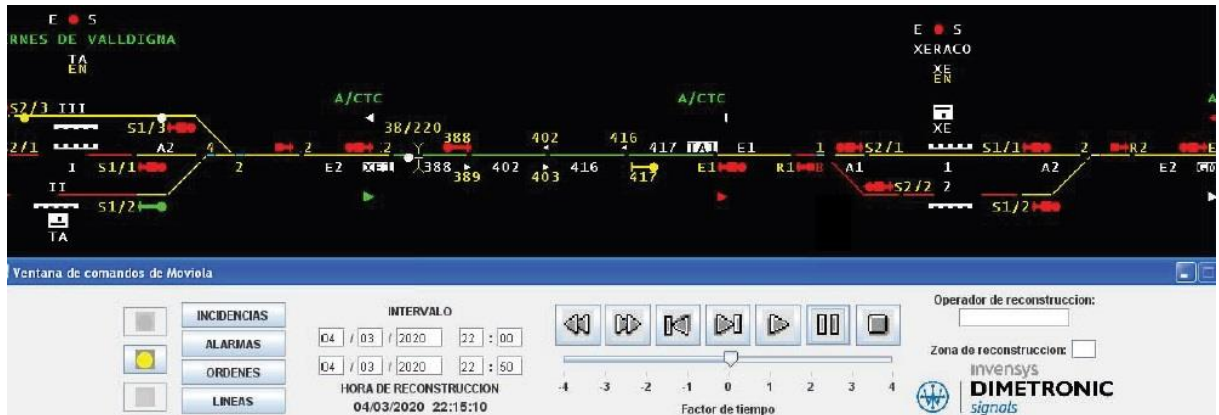 E S
RNES DE VALLDIGNA
TA
EN
E S
XERACO
XE
EN
A/CTC
A/CTC
A
S2/3 III
S1/3
38/220
388
402
416
417 TA1 E1
XE
2/1
A2
4
2
2
1
S2/1
S1/1
2
R2
I
S1/1
2
E2
XE1
388
389
402
403
416
417
E1
R1
A1
1
A2
E2
II
S1/2
S2/2 2
S1/2
TA
Ventana de comandos de Moviola
INCIDENCIAS
ALARMAS
ORDENES
LINEAS
INTERVALO
04 / 03 / 2020 22 : 00
04 / 03 / 2020 22 : 50
HORA DE RECONSTRUCCION
04/03/2020 22:15:10
-4 -3 -2 -1 0 1 2 3 4
Factor de tiempo
Operador de reconstruccion:
Zona de reconstruccion:
invensys
DIMETRONIC
signals